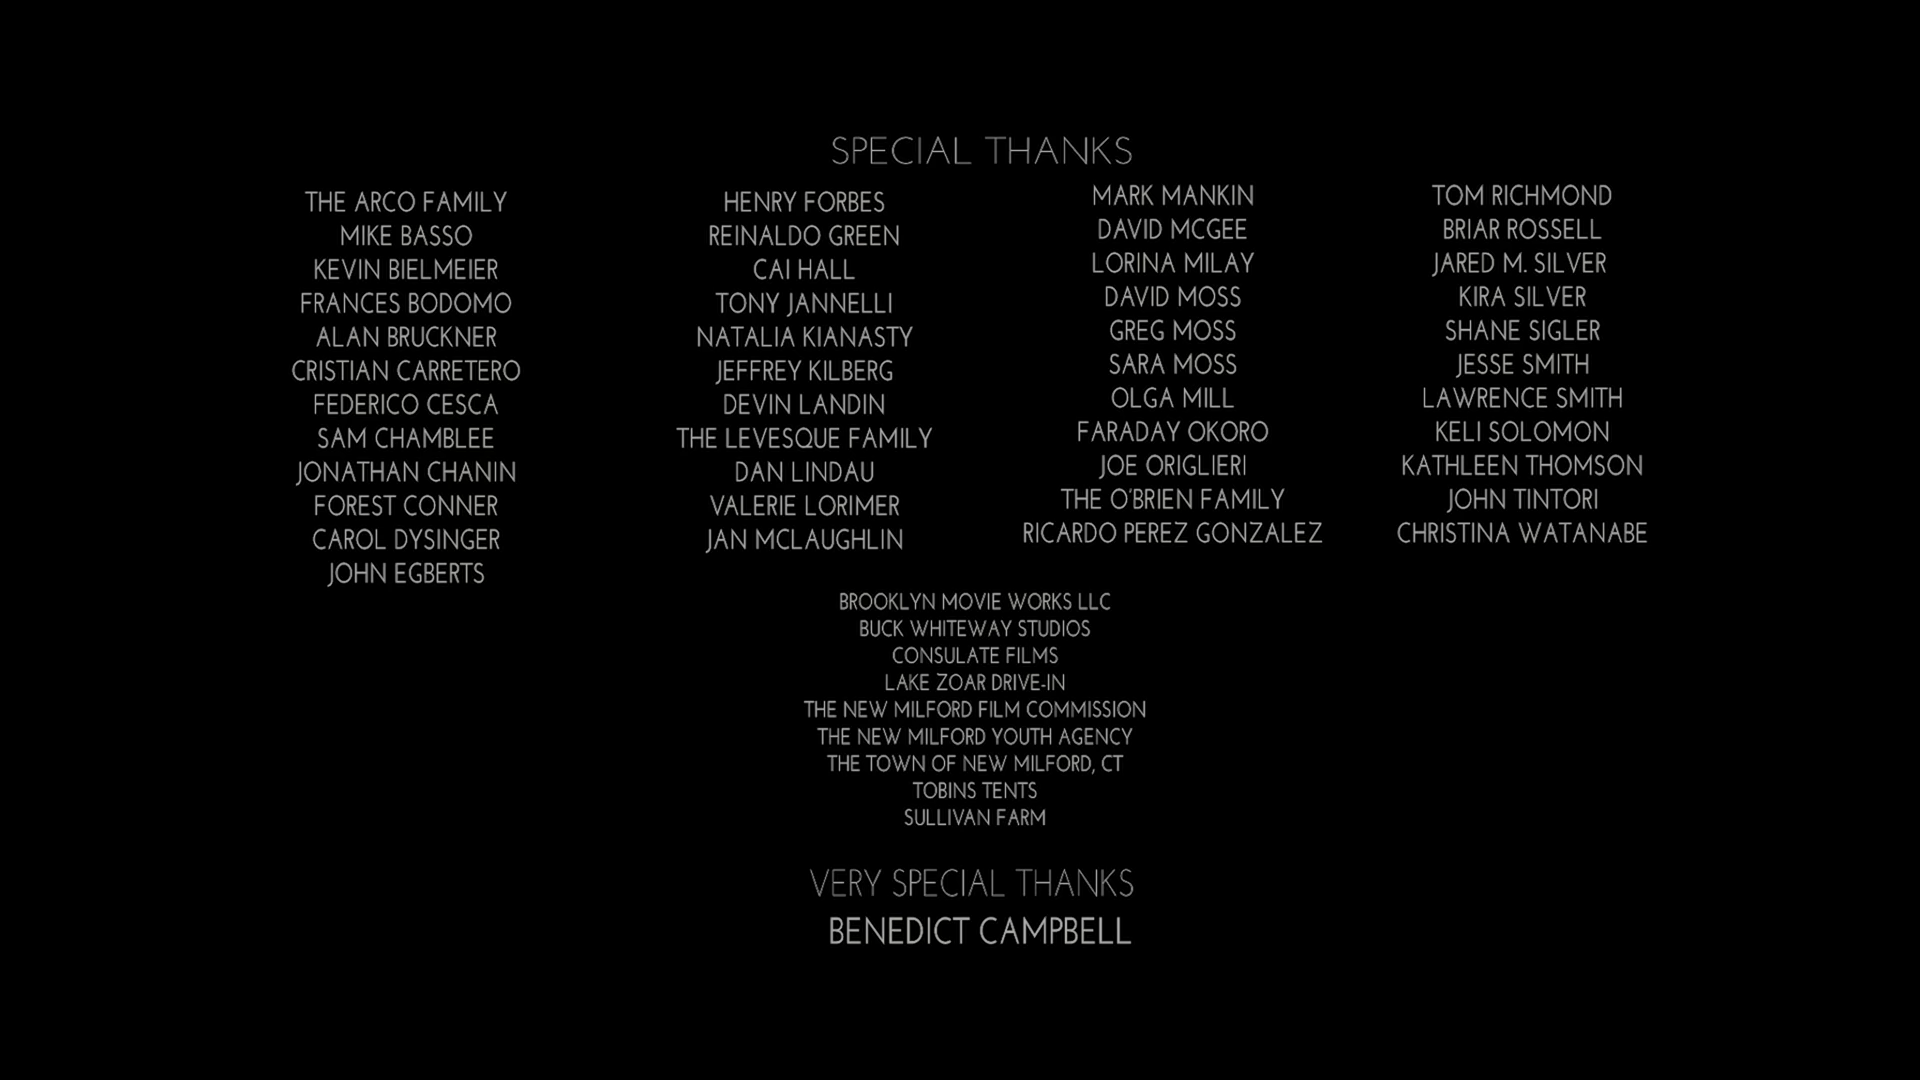 SPECIAL THANKS
THE ARCO FAMILY
MIKE BASSO
KEVIN BIELMEIER
FRANCES BODOMO
ALAN BRUCKNER
CRISTIAN CARRETERO
FEDERICO CESCA
SAM CHAMBLEE
JONATHAN CHANIN
FOREST CONNER
CAROL DYSINGER
JOHN EGBERTS
HENRY FORBES
REINALDO GREEN
CAI HALL
TONY JANNELLI
NATALIA KIANASTY
JEFFREY KILBERG
DEVIN LANDIN
THE LEVESQUE FAMILY
DAN LINDAU
VALERIE LORIMER
JAN MCLAUGHLIN
MARK MANKIN
DAVID MCGEE
LORINA MILAY
DAVID MOSS
GREG MOSS
SARA MOSS
OLGA MILL
FARADAY OKORO
JOE ORIGLIERI
THE O'BRIEN FAMILY
RICARDO PEREZ GONZALEZ
TOM RICHMOND
BRIAR ROSSELL
JARED M. SILVER
KIRA SILVER
SHANE SIGLER
JESSE SMITH
LAWRENCE SMITH
KELI SOLOMON
KATHLEEN THOMSON
JOHN TINTORI
CHRISTINA WATANABE
BROOKLYN MOVIE WORKS LLC
BUCK WHITEWAY STUDIOS
CONSULATE FILMS
LAKE ZOAR DRIVE-IN
THE NEW MILFORD FILM COMMISSION
THE NEW MILFORD YOUTH AGENCY
THE TOWN OF NEW MILFORD, CT
TOBINS TENTS
SULLIVAN FARM
VERY SPECIAL THANKS
BENEDICT CAMPBELL